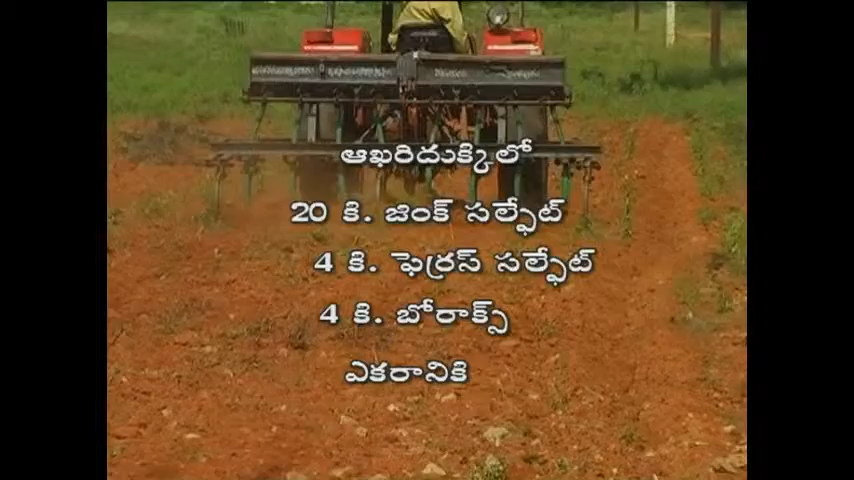 ఆఖరిదుక్కిలో
20 కి. జింక్ సల్ఫేట్
4 కి. ఫెర్రస్ సల్ఫేట్
4 కి. బోరాక్స్
ఎకరానికి